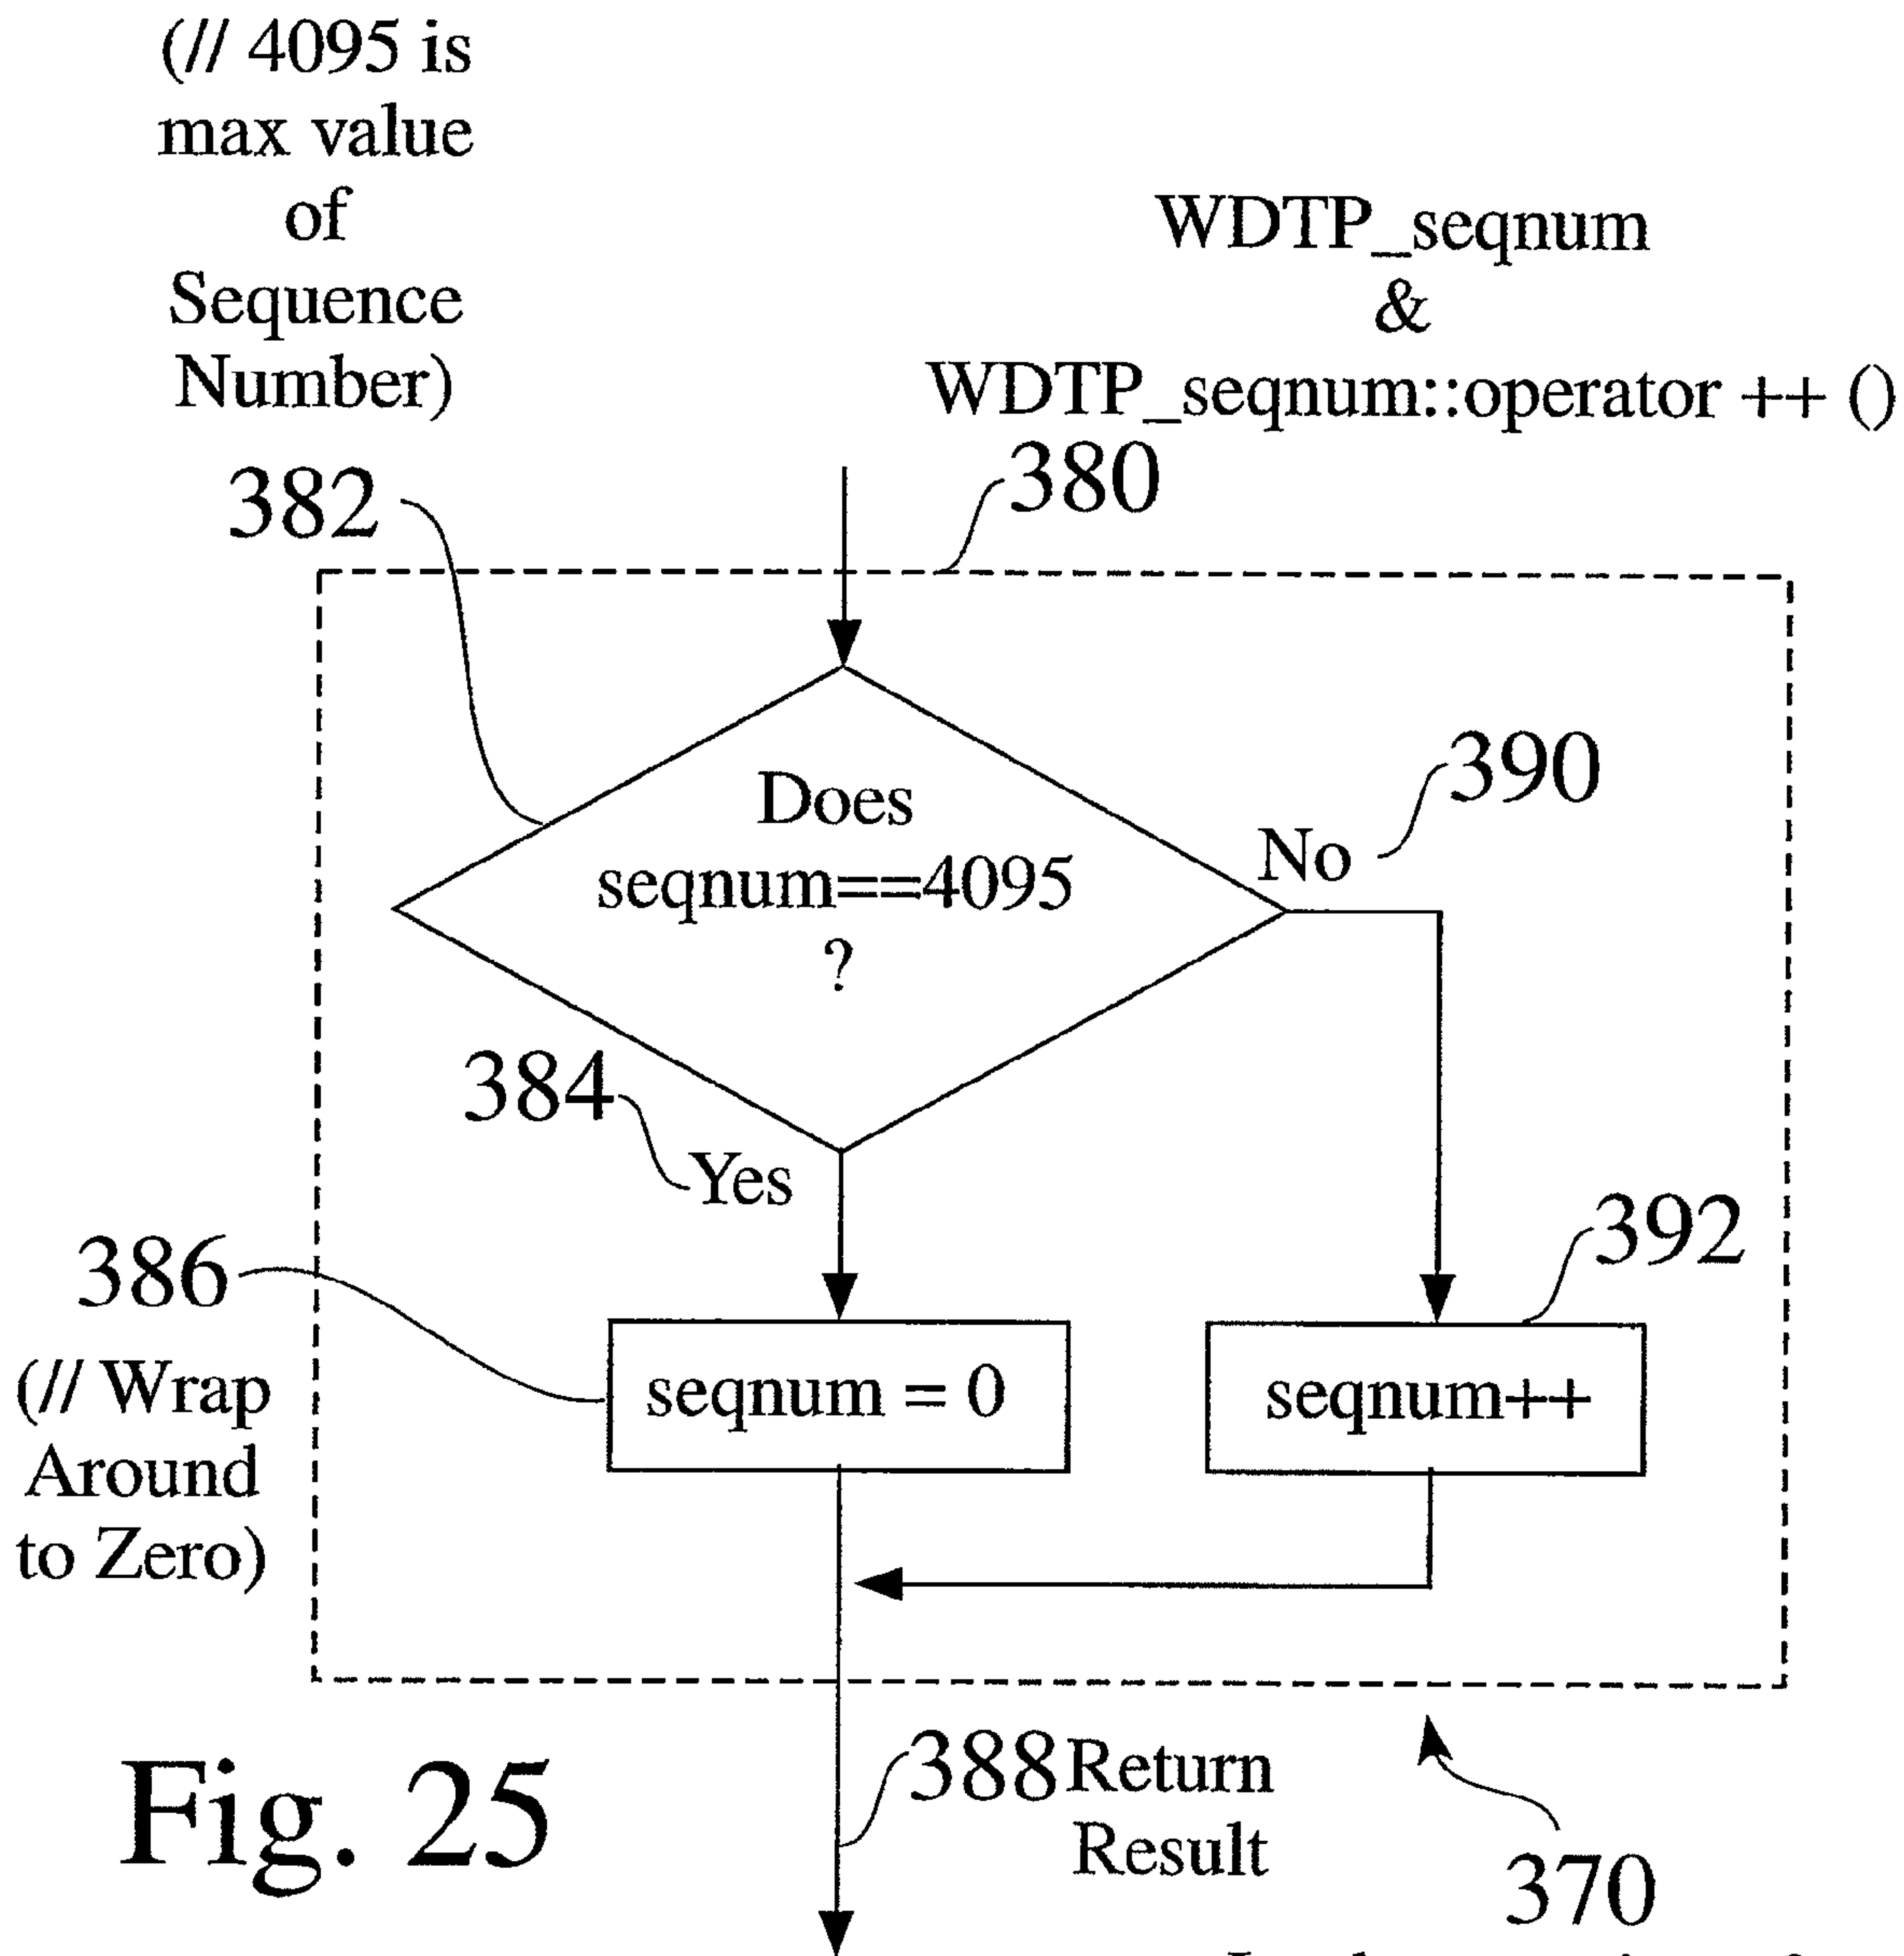 (// 4095 is
max value
of
Sequence
Number)
WDTP_seqnum
&
WDTP_seqnum::operator ++ ()
382
380
Does
seqnum==4095
?
No
390
384
Yes
386
(// Wrap
Around
to Zero)
seqnum = 0
392
seqnum++
388 Return
Result
370
Fig. 25